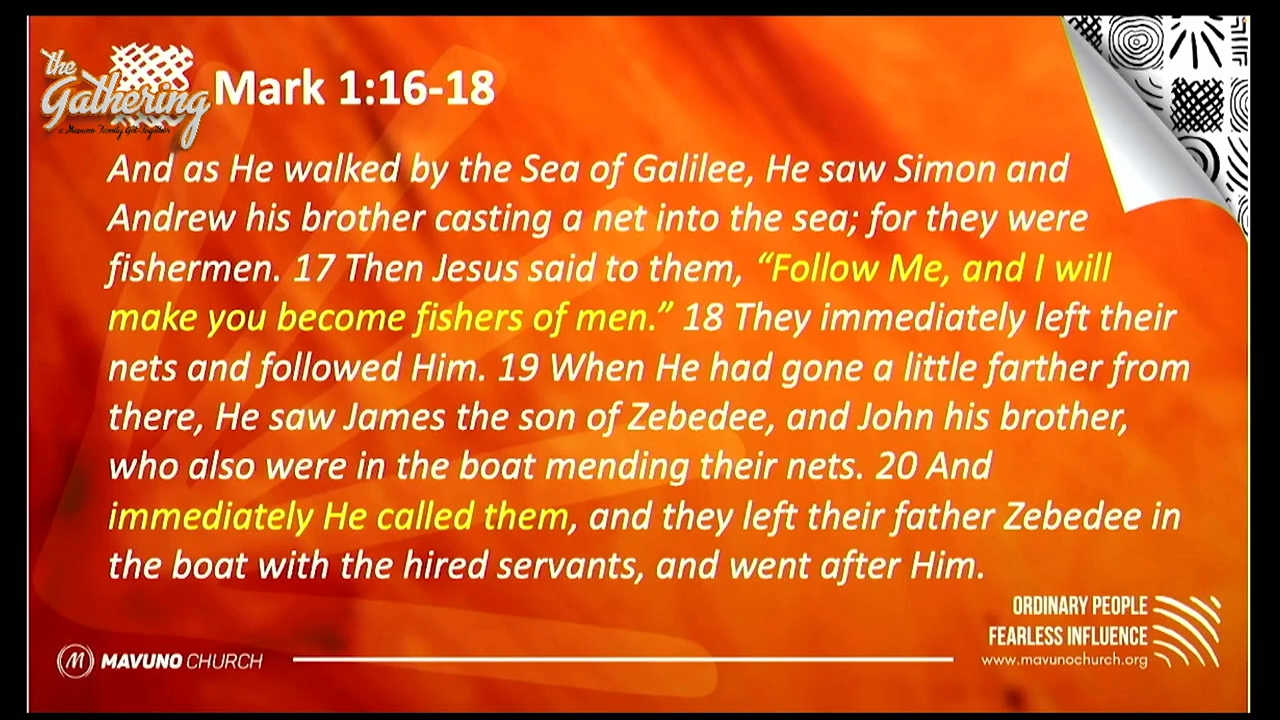 the
Gathering
a Mavuno Family Get-Together
Mark 1:16-18
And as He walked by the Sea of Galilee, He saw Simon and
Andrew his brother casting a net into the sea; for they were
fishermen. 17 Then Jesus said to them, “Follow Me, and I will
make you become fishers of men.” 18 They immediately left their
nets and followed Him. 19 When He had gone a little farther from
there, He saw James the son of Zebedee, and John his brother,
who also were in the boat mending their nets. 20 And
immediately He called them, and they left their father Zebedee in
the boat with the hired servants, and went after Him.
ORDINARY PEOPLE
FEARLESS INFLUENCE
www.mavunochurch.org
M MAVUNO CHURCH